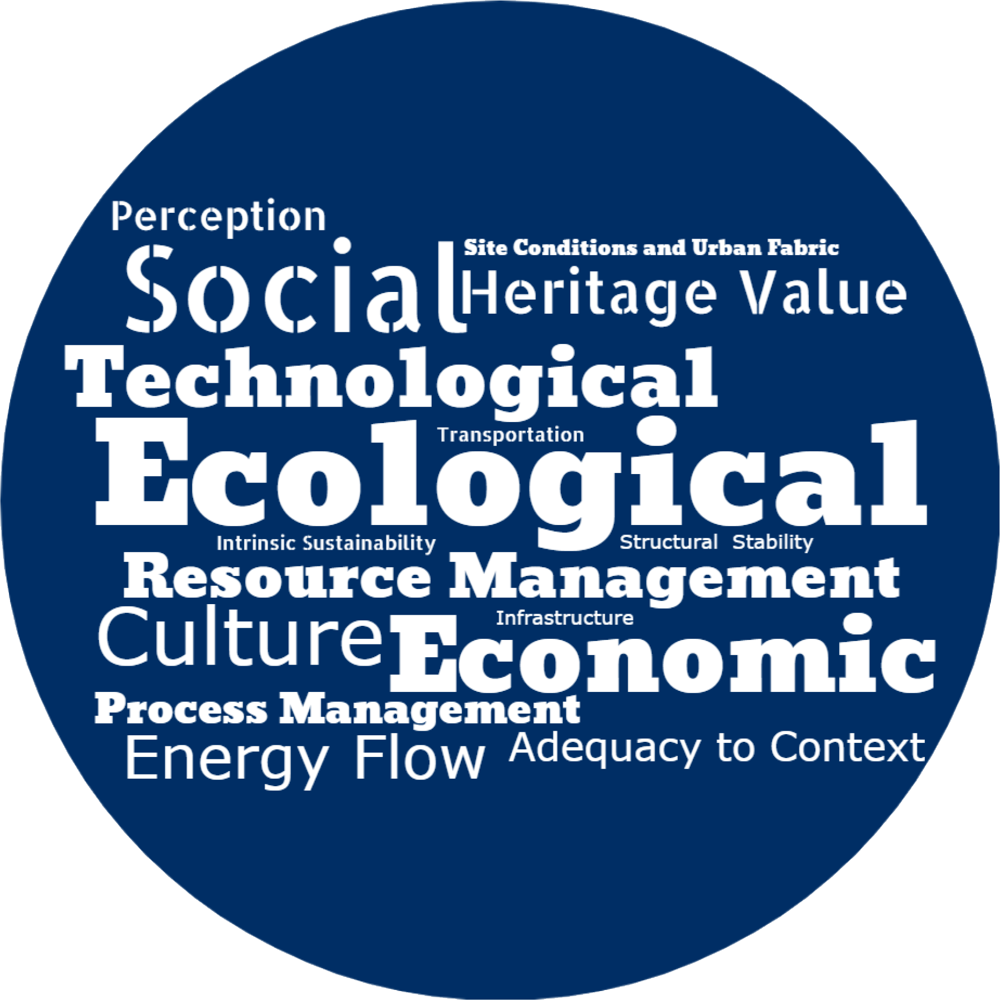 Perception
Site Conditions and Urban Fabric
Social
Heritage Value
Technological
Transportation
Ecological
Intrinsic Sustainability
Structural Stability
Resource Management
Culture
Infrastructure
Economic
Process Management
Energy Flow
Adequacy to Context